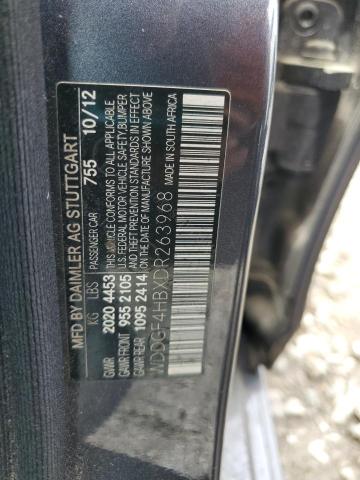 MFD BY DAIMLER AG STUTTGART
PASSENGER CAR 755 10/12
KG LBS
GVWR 2020 4453
GAWR FRONT 955 2105
GAWR REAR 1095 2414
THIS VEHICLE CONFORMS TO ALL APPLICABLE
U.S. FEDERAL MOTOR VEHICLE SAFETY, BUMPER
AND THEFT PREVENTION STANDARDS IN EFFECT
ON THE DATE OF MANUFACTURE SHOWN ABOVE.
MADE IN SOUTH AFRICA
WDDGF4HBXDR263968